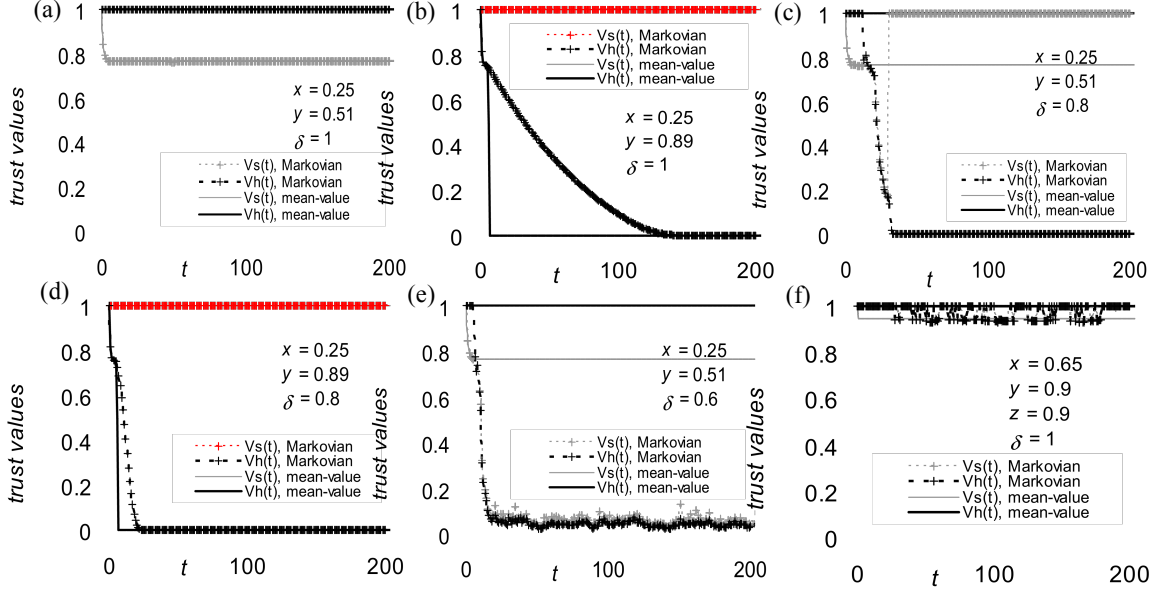 (a)
trust values
1
0.8
0.6
0.4
0.2
0
x = 0.25
y = 0.51
δ = 1
Vs(t), Markovian
Vh(t), Markovian
Vs(t), mean-value
Vh(t), mean-value
0 t 100 200
(b)
trust values
1
0.8
0.6
0.4
0.2
0
Vs(t), Markovian
Vh(t), Markovian
Vs(t), mean-value
Vh(t), mean-value
x = 0.25
y = 0.89
δ = 1
0 t 100 200
(c)
trust values
1
0.8
0.6
0.4
0.2
0
x = 0.25
y = 0.51
δ = 0.8
Vs(t), Markovian
Vh(t), Markovian
Vs(t), mean-value
Vh(t), mean-value
0 t 100 200
(d)
trust values
1
0.8
0.6
0.4
0.2
0
x = 0.25
y = 0.89
δ = 0.8
Vs(t), Markovian
Vh(t), Markovian
Vs(t), mean-value
Vh(t), mean-value
0 t 100 200
(e)
trust values
1
0.8
0.6
0.4
0.2
0
x = 0.25
y = 0.51
δ = 0.6
Vs(t), Markovian
Vh(t), Markovian
Vs(t), mean-value
Vh(t), mean-value
0 t 100 200
(f)
trust values
1
0.8
0.6
0.4
0.2
0
x = 0.65
y = 0.9
z = 0.9
δ = 1
Vs(t), Markovian
Vh(t), Markovian
Vs(t), mean-value
Vh(t), mean-value
0 t 100 200